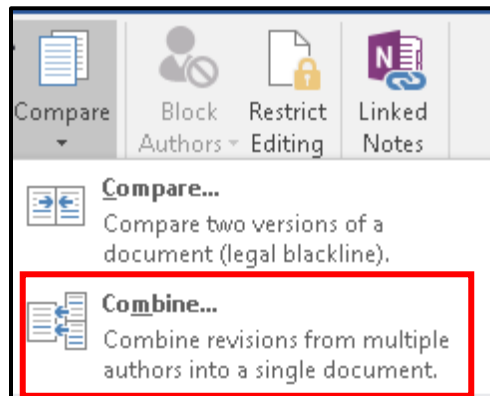 Compare
Block
Authors
Restrict
Editing
N
Linked
Notes
Compare...
Compare two versions of a
document (legal blackline).
Combine...
Combine revisions from multiple
authors into a single document.